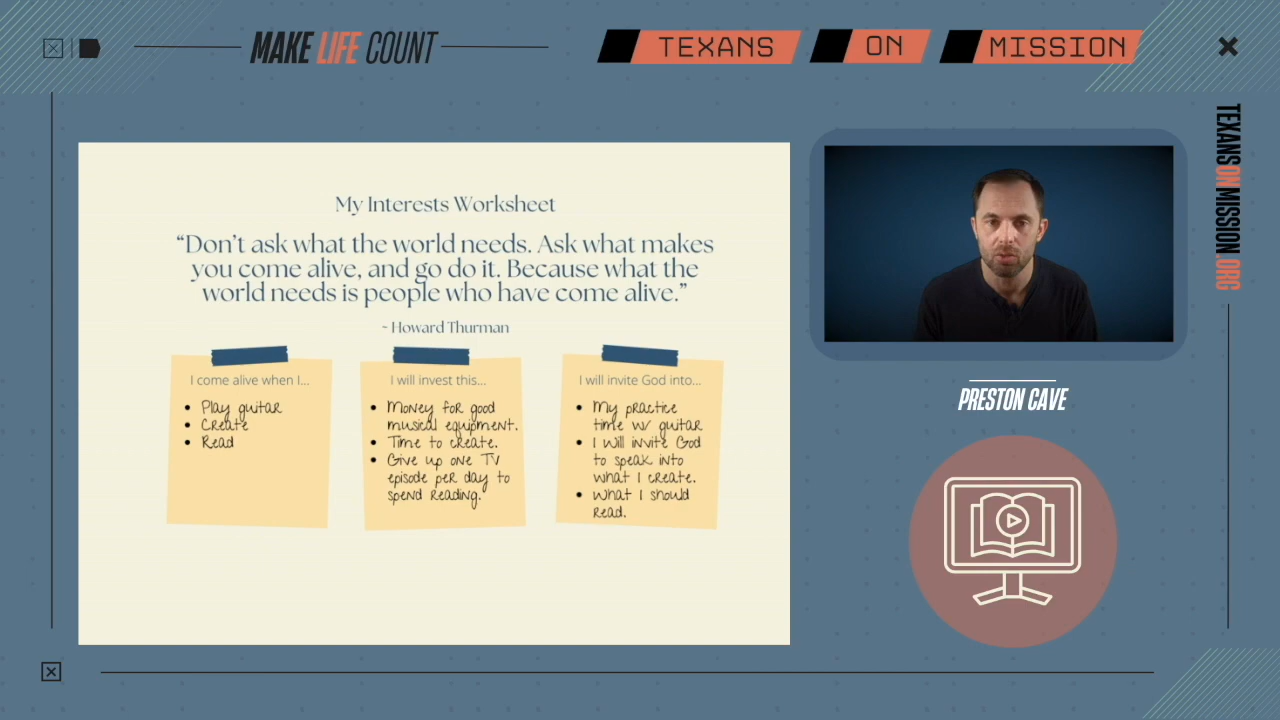 MAKE LIFE COUNT
TEXANS ON MISSION
TEXANS ON MISSION.ORG
My Interests Worksheet
“Don’t ask what the world needs. Ask what makes
you come alive, and go do it. Because what the
world needs is people who have come alive.”
~ Howard Thurman
I come alive when I...
• Play guitar
• Create
• Read
I will invest this...
• Money for good
musical equipment.
• Time to create.
• Give up one TV
episode per day to
spend reading.
I will invite God into...
• My practice
time w/ guitar
• I will invite God
to speak into
what I create.
• What I should
read.
PRESTON CAVE